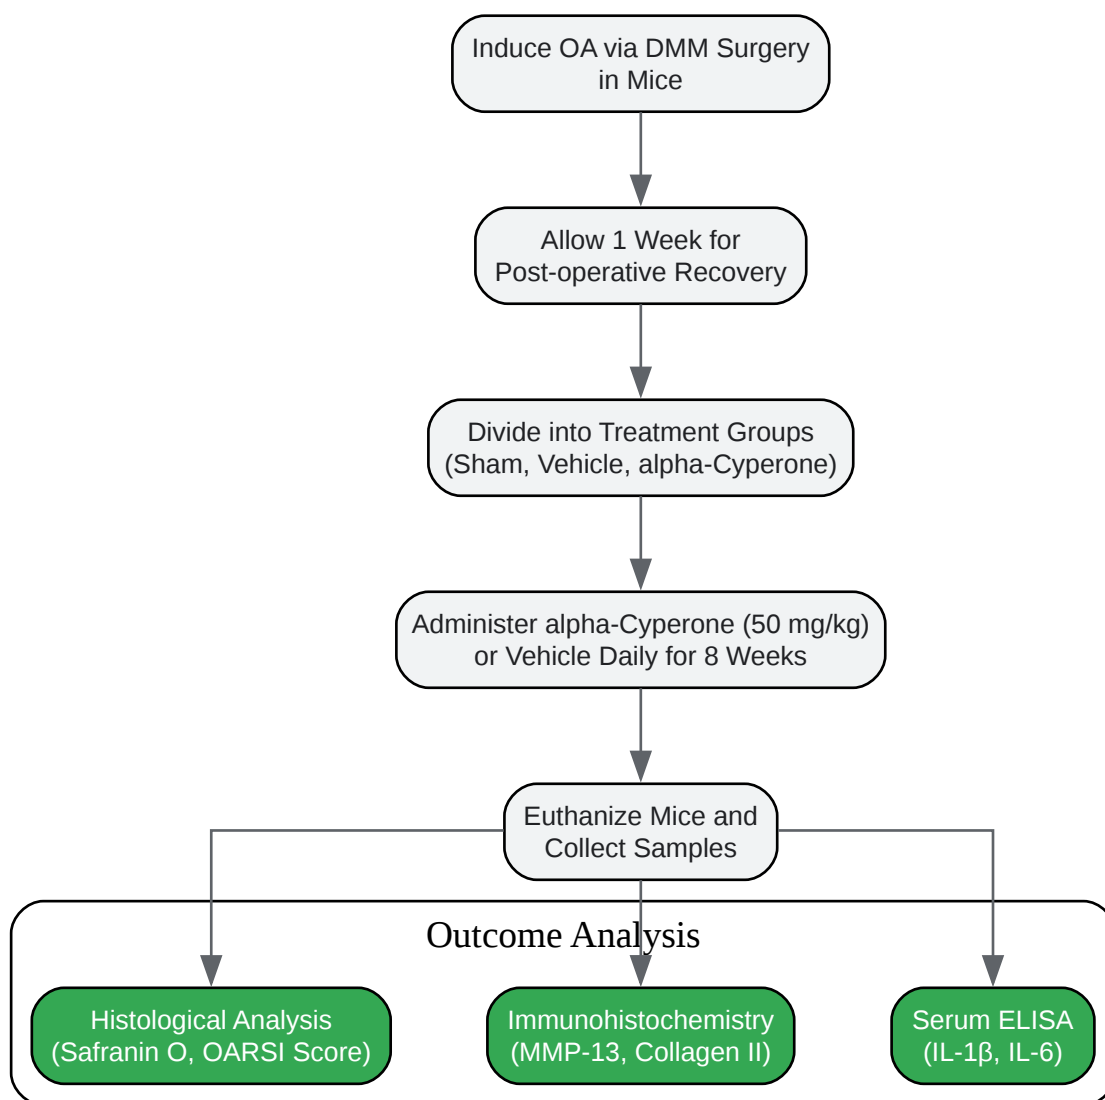 Induce OA via DMM Surgery
in Mice
Allow 1 Week for
Post-operative Recovery
Divide into Treatment Groups
(Sham, Vehicle, alpha-Cyperone)
Administer alpha-Cyperone (50 mg/kg)
or Vehicle Daily for 8 Weeks
Euthanize Mice and
Collect Samples
Outcome Analysis
Histological Analysis
(Safranin O, OARSI Score)
Immunohistochemistry
(MMP-13, Collagen II)
Serum ELISA
(IL-1β, IL-6)